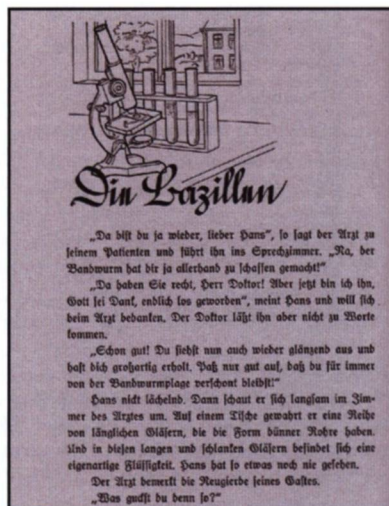 Die Bazillen
„Da bist du ja wieder, lieber Hans“, so sagt der Arzt zu
seinem Patienten und führt ihn ins Sprechzimmer. „Na, der
Bandwurm hat dir ja allerhand zu schaffen gemacht!“
„Da haben Sie recht, Herr Doktor! Aber jetzt bin ich ihn,
Gott sei Dank, endlich los geworden“, meint Hans und will sich
beim Arzt bedanken. Der Doktor läßt ihn aber nicht zu Worte
kommen.
„Schon gut! Du siehst nun auch wieder glänzend aus und
hast dich großartig erholt. Paß nur gut auf, daß du für immer
von der Bandwurmplage verschont bleibst!“
Hans nickt lächelnd. Dann schaut er sich langsam im Zim-
mer des Arztes um. Auf einem Tische gewahrt er eine Reihe
von länglichen Gläsern, die die Form dünner Rohre haben.
Und in diesen langen und schlanken Gläsern befindet sich eine
eigenartige Flüssigkeit. Hans hat so etwas noch nie gesehen.
Der Arzt bemerkt die Neugierde seines Gastes.
„Was guckst du denn so?“